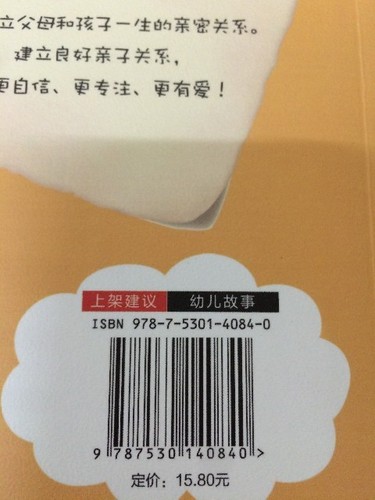 立父母和孩子一生的亲密关系。
建立良好亲子关系，
更自信、更专注、更有爱！
上架建议 幼儿故事
ISBN 978-7-5301-4084-0
9 787530 140840 >
定价：15.80元